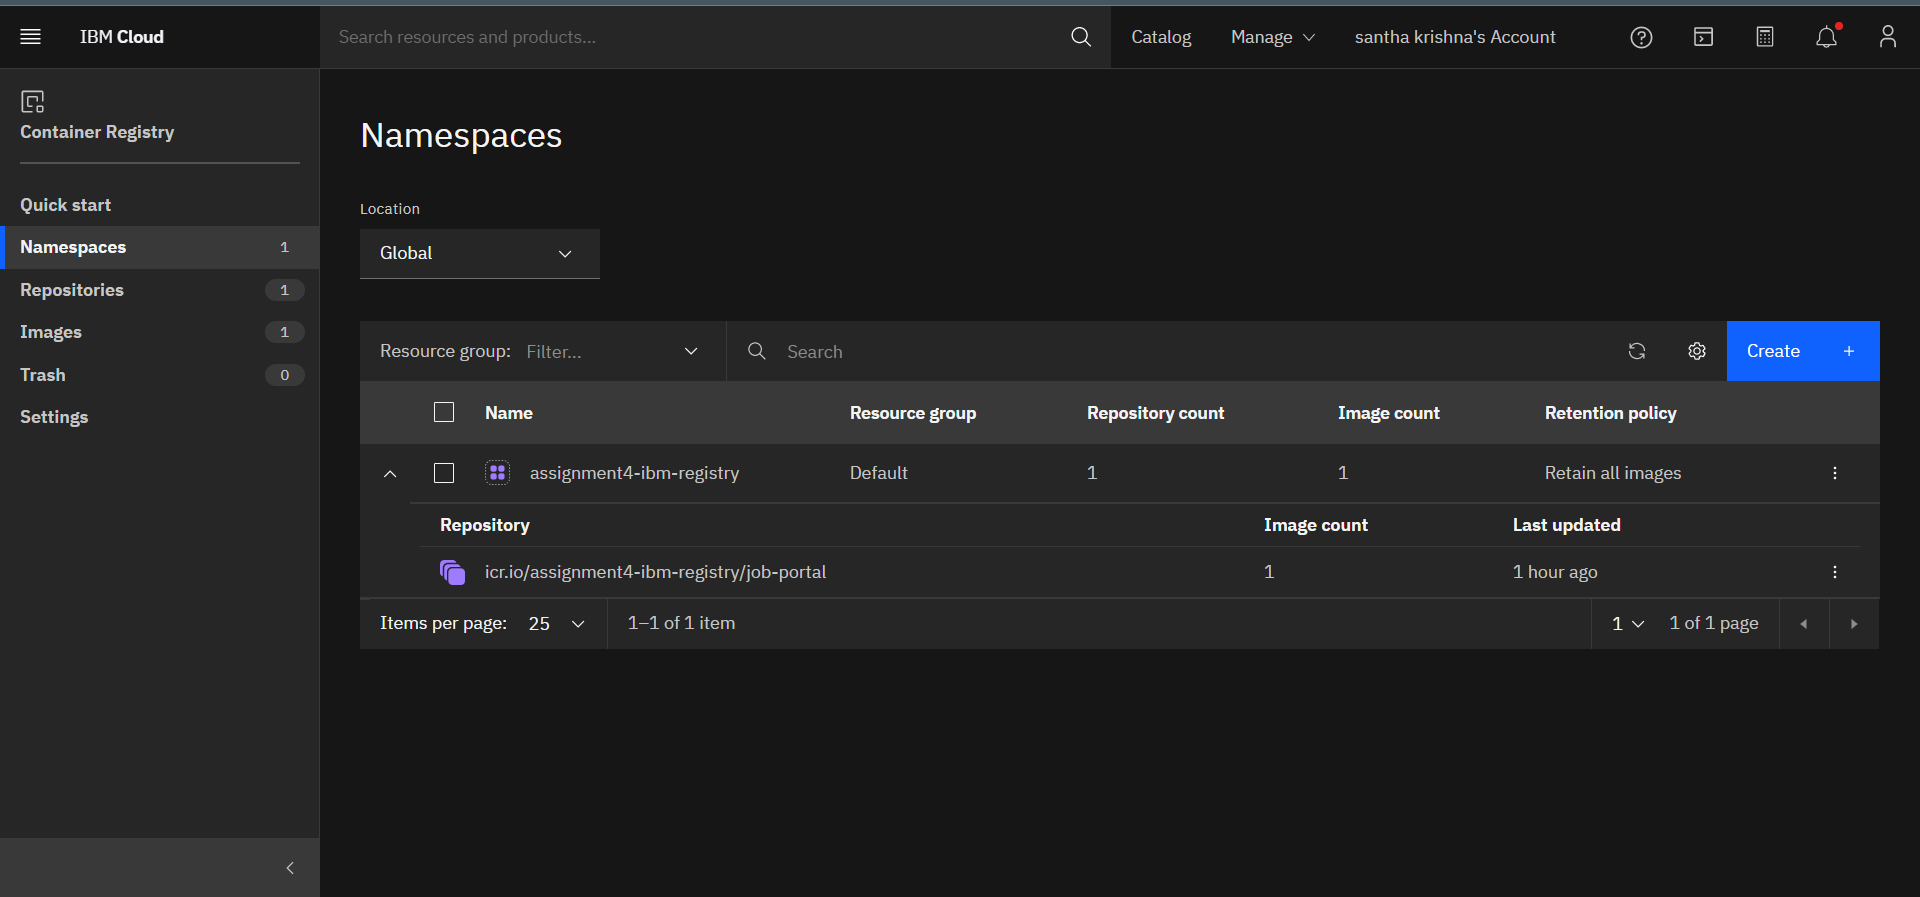 IBM Cloud
Search resources and products...
Catalog
Manage
santha krishna's Account
Container Registry
Quick start
Namespaces 1
Repositories 1
Images 1
Trash 0
Settings
Namespaces
Location
Global
Resource group: Filter...
Search
Create +
Name Resource group Repository count Image count Retention policy
assignment4-ibm-registry Default 1 1 Retain all images
Repository Image count Last updated
icr.io/assignment4-ibm-registry/job-portal 1 1 hour ago
Items per page: 25 1–1 of 1 item 1 1 of 1 page